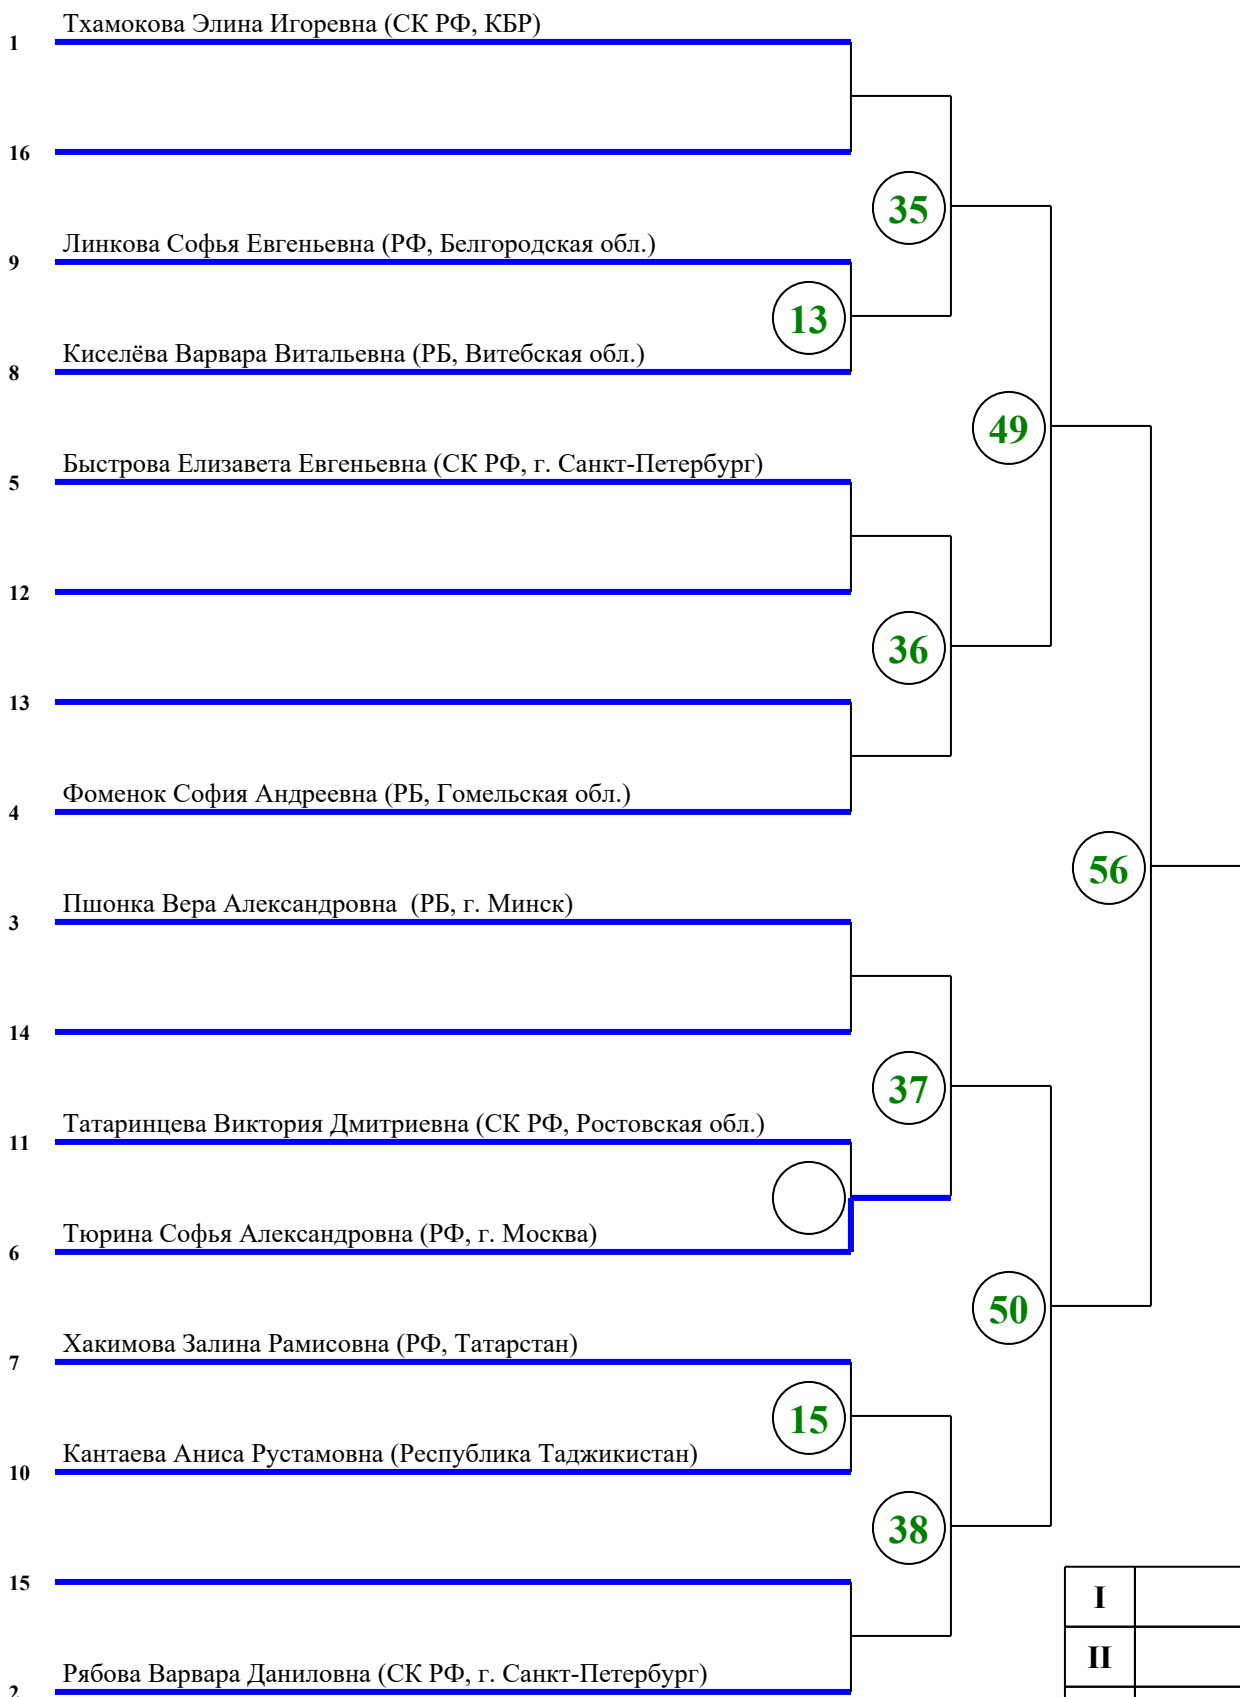 Тхамокова Элина Игоревна (СК РФ, КБР)
1
16
35
Линкова Софья Евгеньевна (РФ, Белгородская обл.)
9
13
Киселёва Варвара Витальевна (РБ, Витебская обл.)
8
49
Быстрова Елизавета Евгеньевна (СК РФ, г. Санкт-Петербург)
5
12
36
13
Фоменок София Андреевна (РБ, Гомельская обл.)
4
56
Пшонка Вера Александровна  (РБ, г. Минск)
3
14
37
Татаринцева Виктория Дмитриевна (СК РФ, Ростовская обл.)
11
Тюрина Софья Александровна (РФ, г. Москва)
6
50
Хакимова Залина Рамисовна (РФ, Татарстан)
7
15
Кантаева Аниса Рустамовна (Республика Таджикистан)
10
38
15
I
II
Рябова Варвара Даниловна (СК РФ, г. Санкт-Петербург)
2